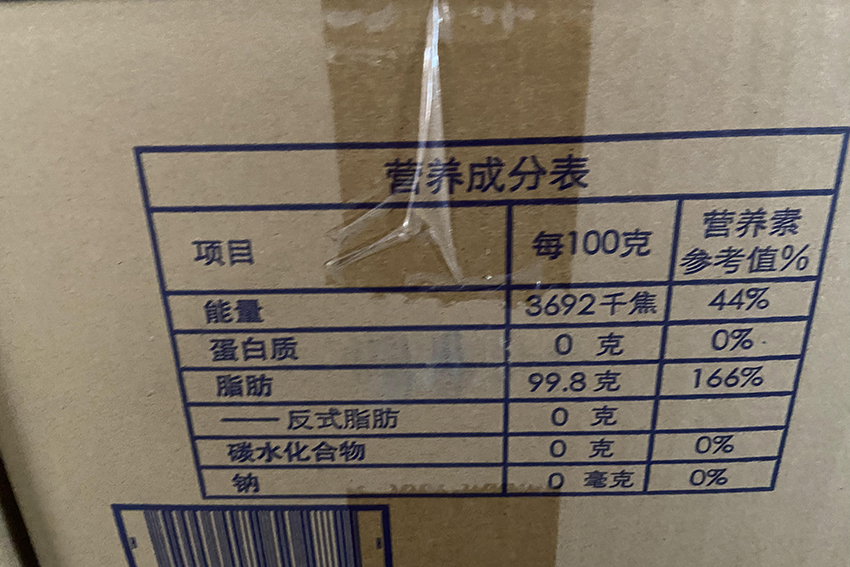 营养成分表
项目 每100克 营养素参考值%
能量 3692千焦 44%
蛋白质 0 克 0%
脂肪 99.8克 166%
——反式脂肪 0 克
碳水化合物 0 克 0%
钠 0 毫克 0%